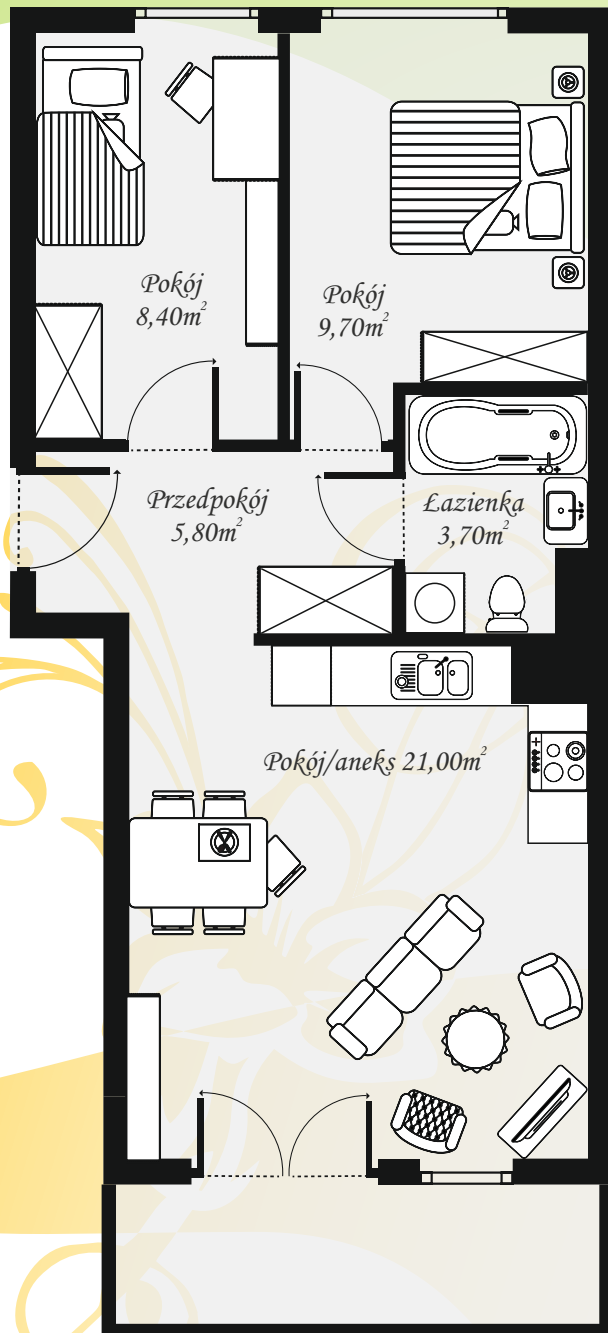 Pokój
8,40m²
Pokój
9,70m²
Przedpokój
5,80m²
Łazienka
3,70m²
Pokój/aneks 21,00m²